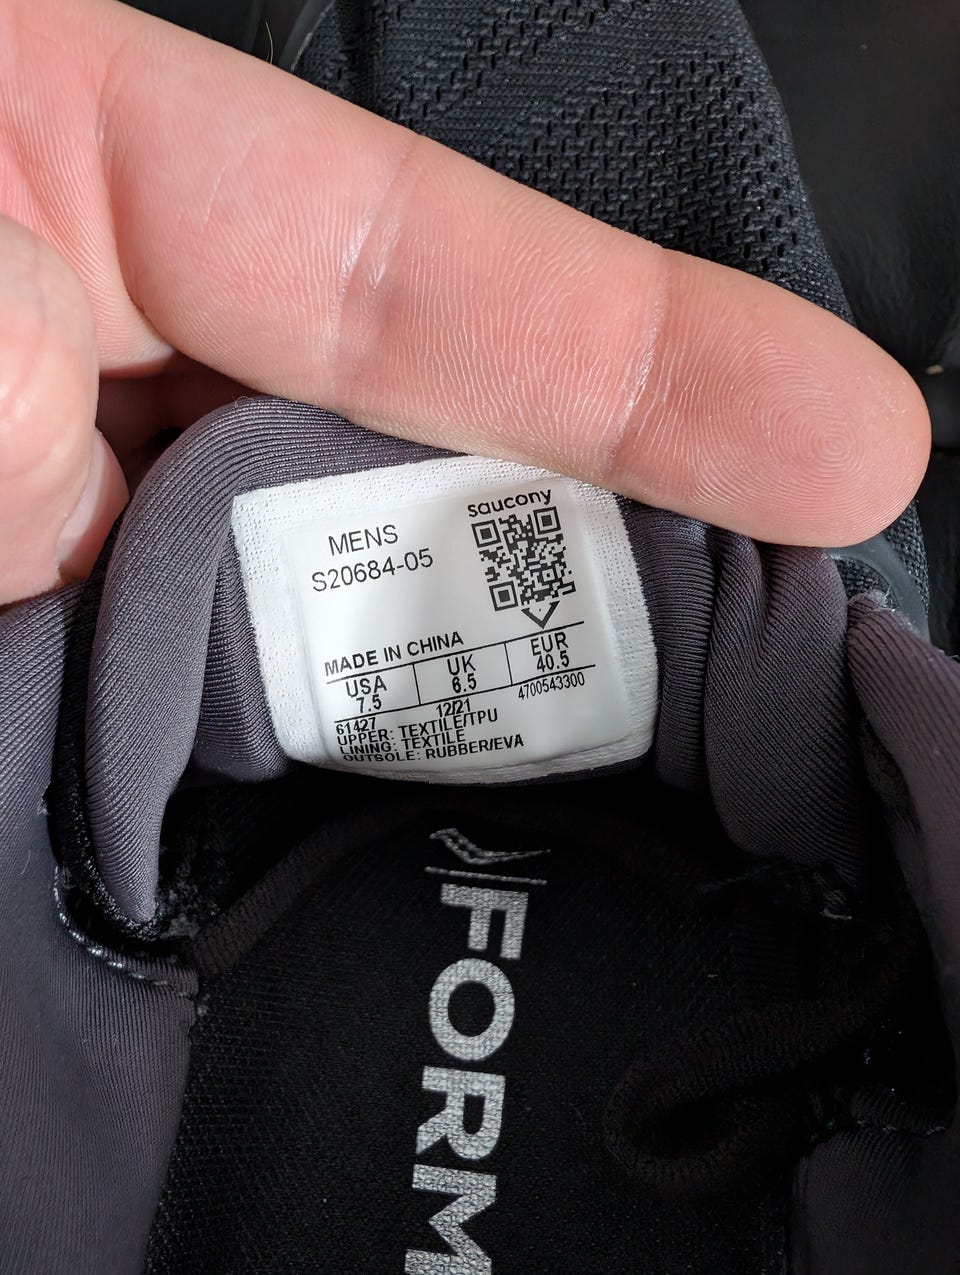 saucony
MENS
S20684-05
MADE IN CHINA
USA UK EUR
7.5 6.5 40.5
61427 12/21 4700543300
UPPER: TEXTILE/TPU
LINING: TEXTILE
OUTSOLE: RUBBER/EVA
FORM